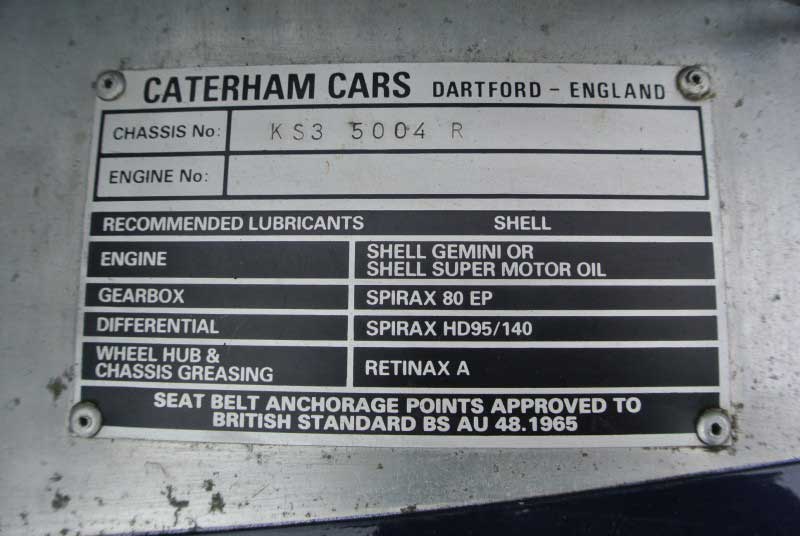 CATERHAM CARS DARTFORD - ENGLAND
CHASSIS No: KS3 5004 R
ENGINE No:
RECOMMENDED LUBRICANTS SHELL
ENGINE SHELL GEMINI OR
SHELL SUPER MOTOR OIL
GEARBOX SPIRAX 80 EP
DIFFERENTIAL SPIRAX HD95/140
WHEEL HUB &
CHASSIS GREASING RETINAX A
SEAT BELT ANCHORAGE POINTS APPROVED TO
BRITISH STANDARD BS AU 48.1965